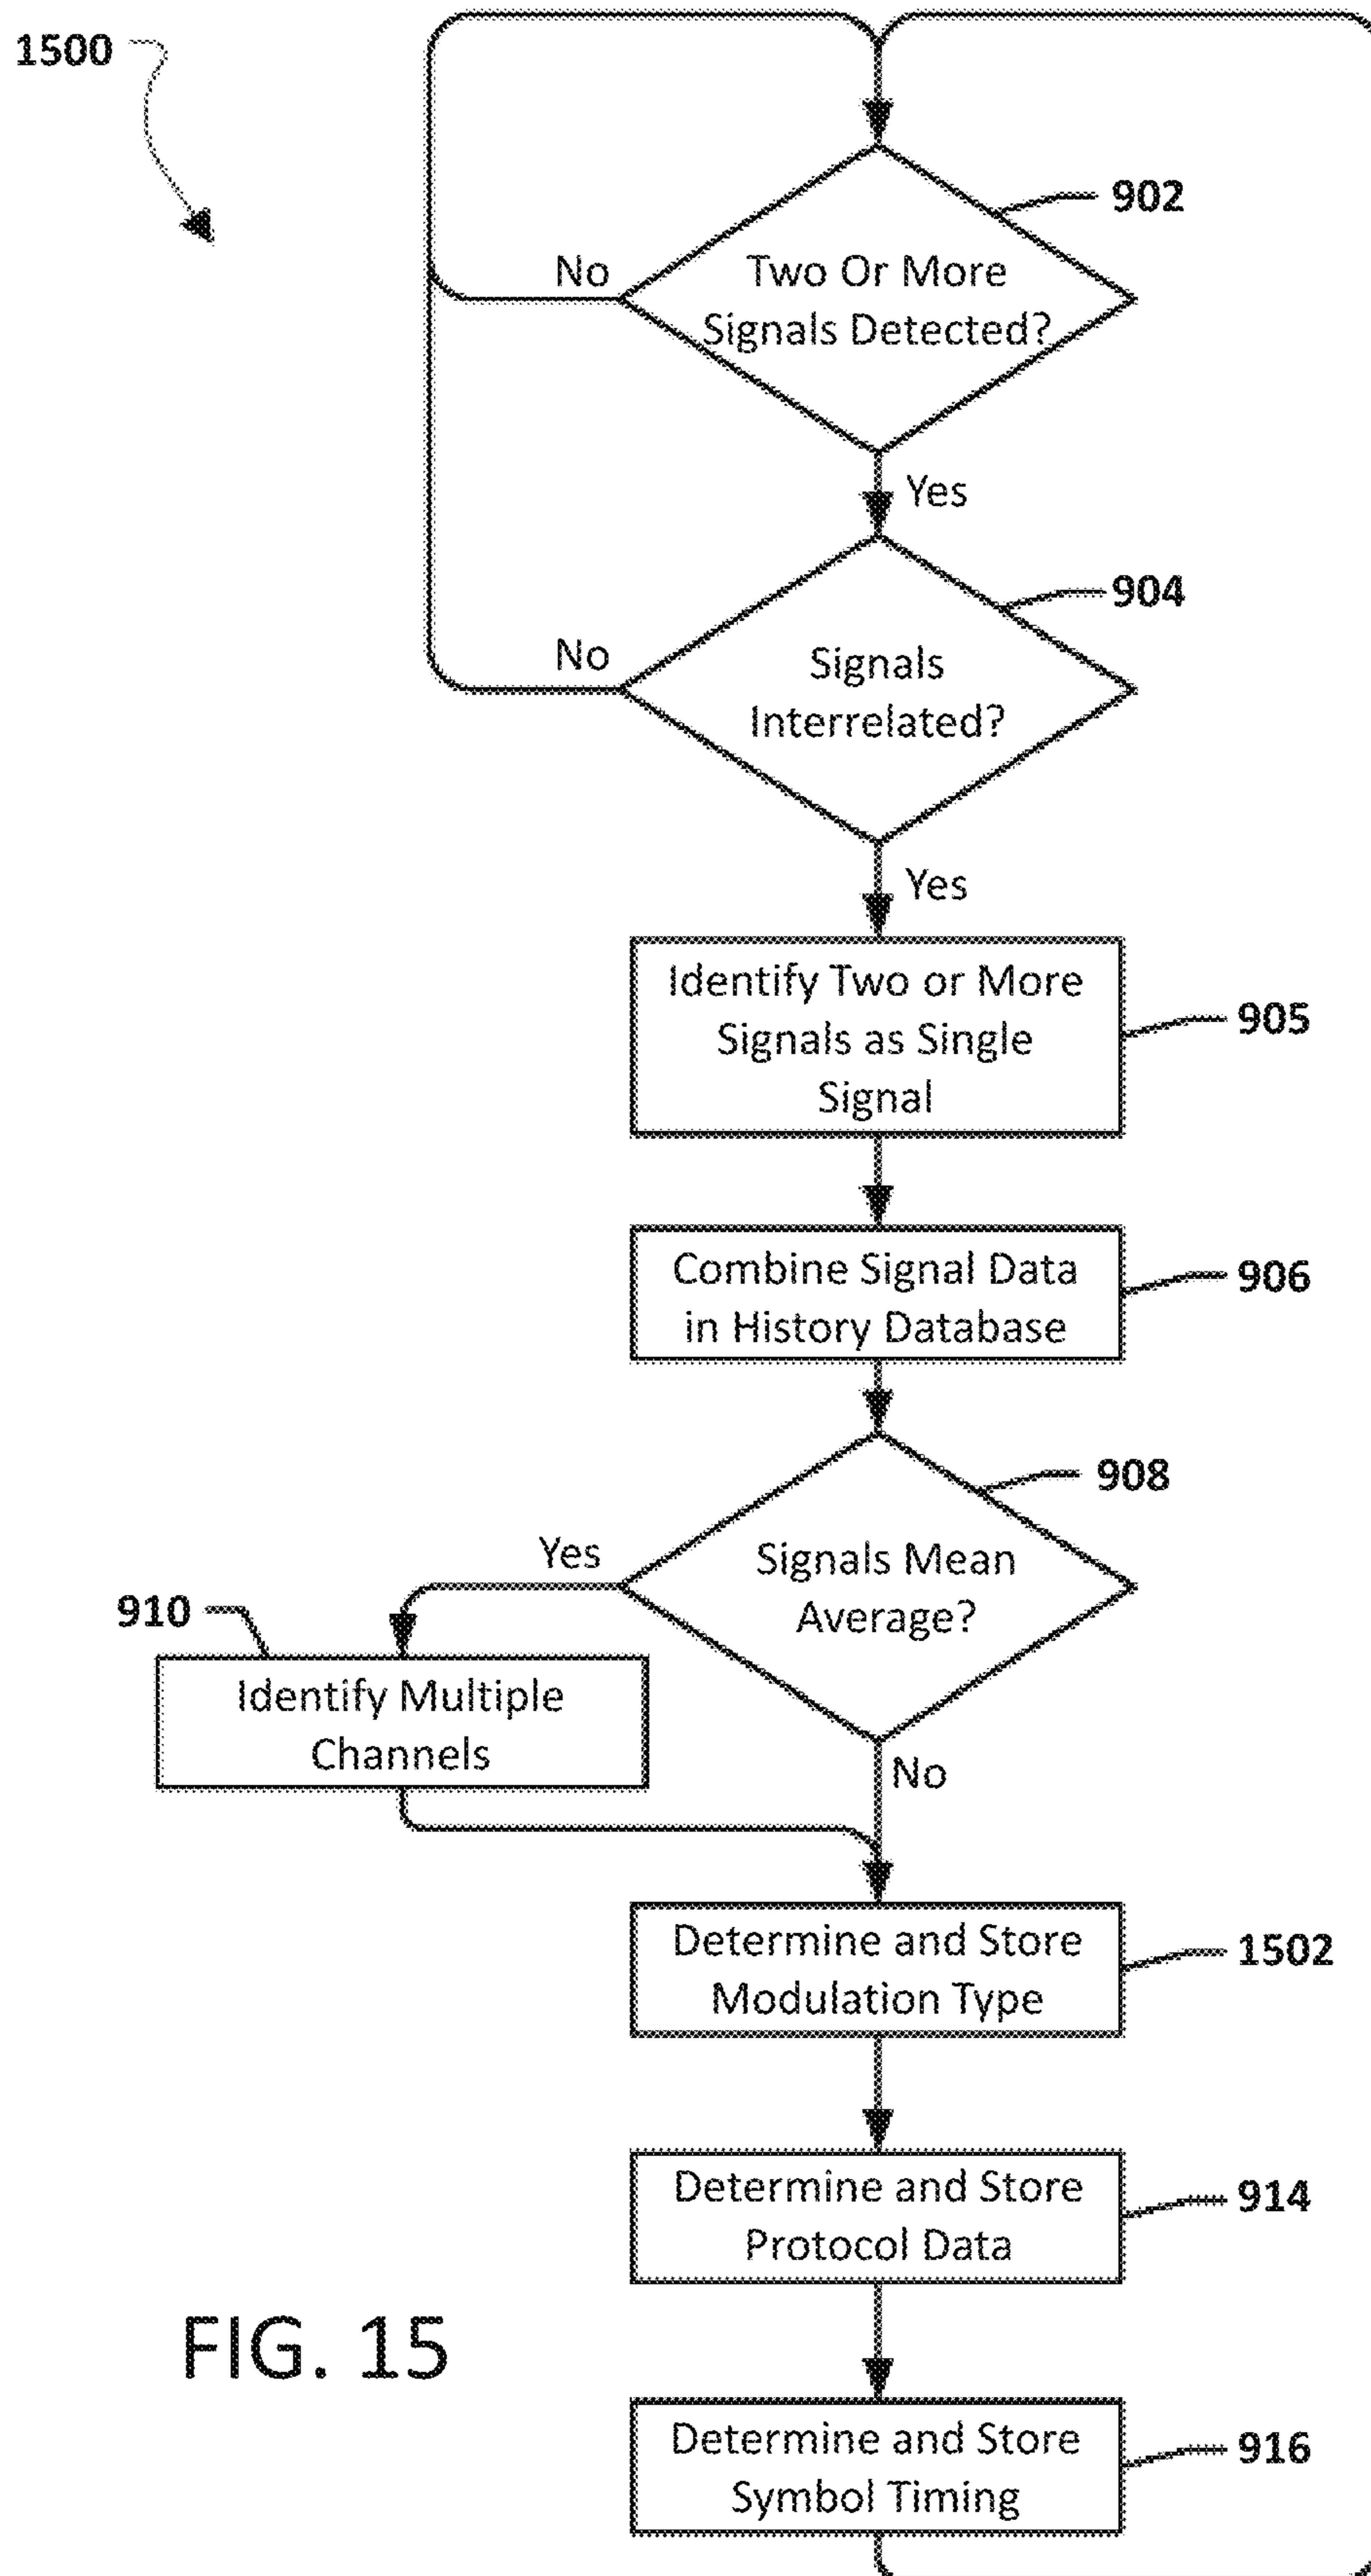 1500
902
No
Two Or More
Signals Detected?
Yes
904
No
Signals
Interrelated?
Yes
Identify Two or More
Signals as Single
Signal
905
Combine Signal Data
in History Database
906
908
Yes
Signals Mean
Average?
910
Identify Multiple
Channels
No
Determine and Store
Modulation Type
1502
Determine and Store
Protocol Data
914
FIG. 15
Determine and Store
Symbol Timing
916